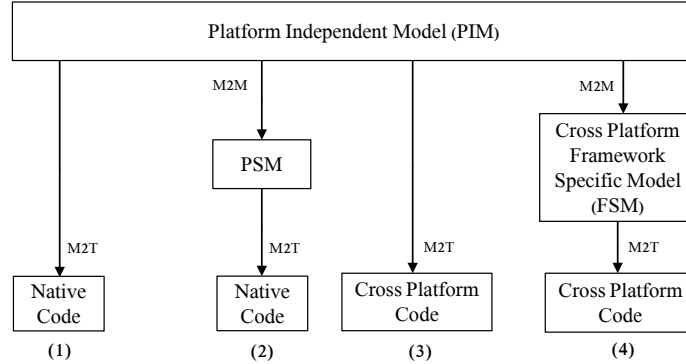 Platform Independent Model (PIM)
M2M
M2M
PSM
Cross Platform
Framework
Specific Model
(FSM)
M2T
M2T
M2T
M2T
Native
Code
Native
Code
Cross Platform
Code
Cross Platform
Code
(1)
(2)
(3)
(4)